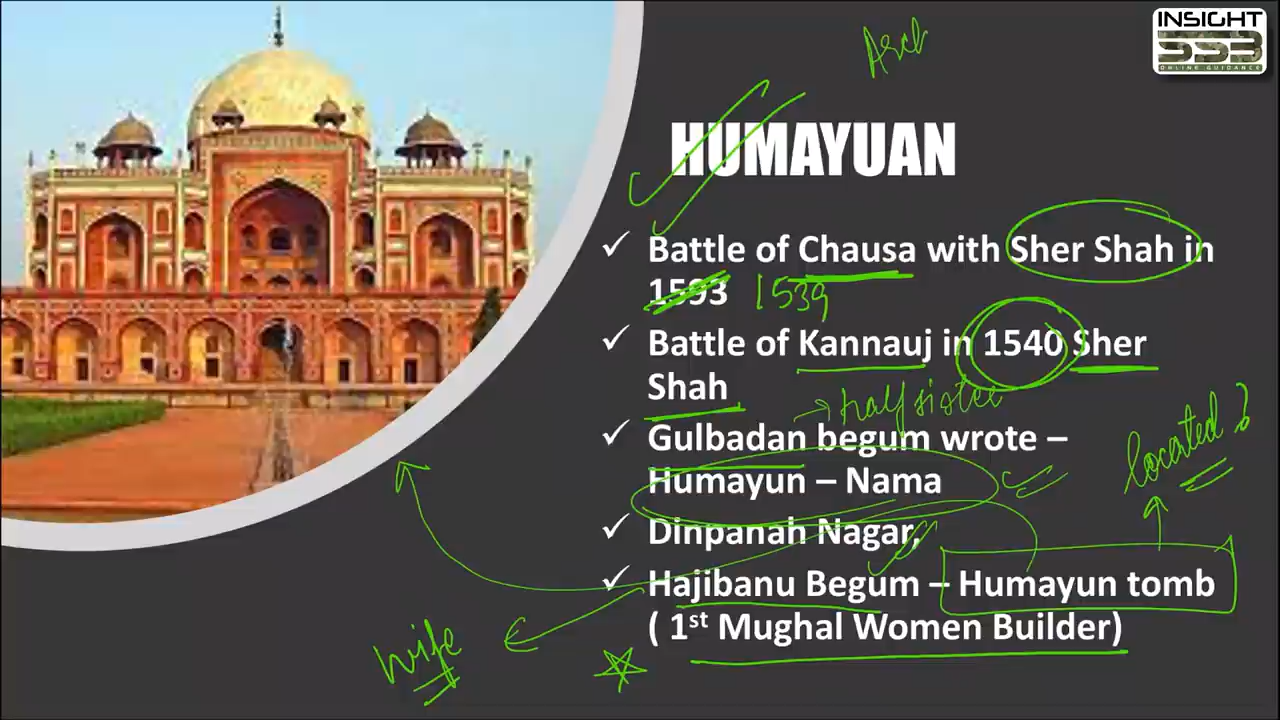 INSIGHT
SSB
ONLINE GUIDANCE
Arch
HUMAYUAN
✓ Battle of Chausa with Sher Shah in
1593 1539
✓ Battle of Kannauj in 1540 Sher
Shah
→ half sister
✓ Gulbadan begum wrote –
Humayun – Nama
located ?
✓ Dinpanah Nagar,
✓ Hajibanu Begum – Humayun tomb
( 1st Mughal Women Builder)
wife